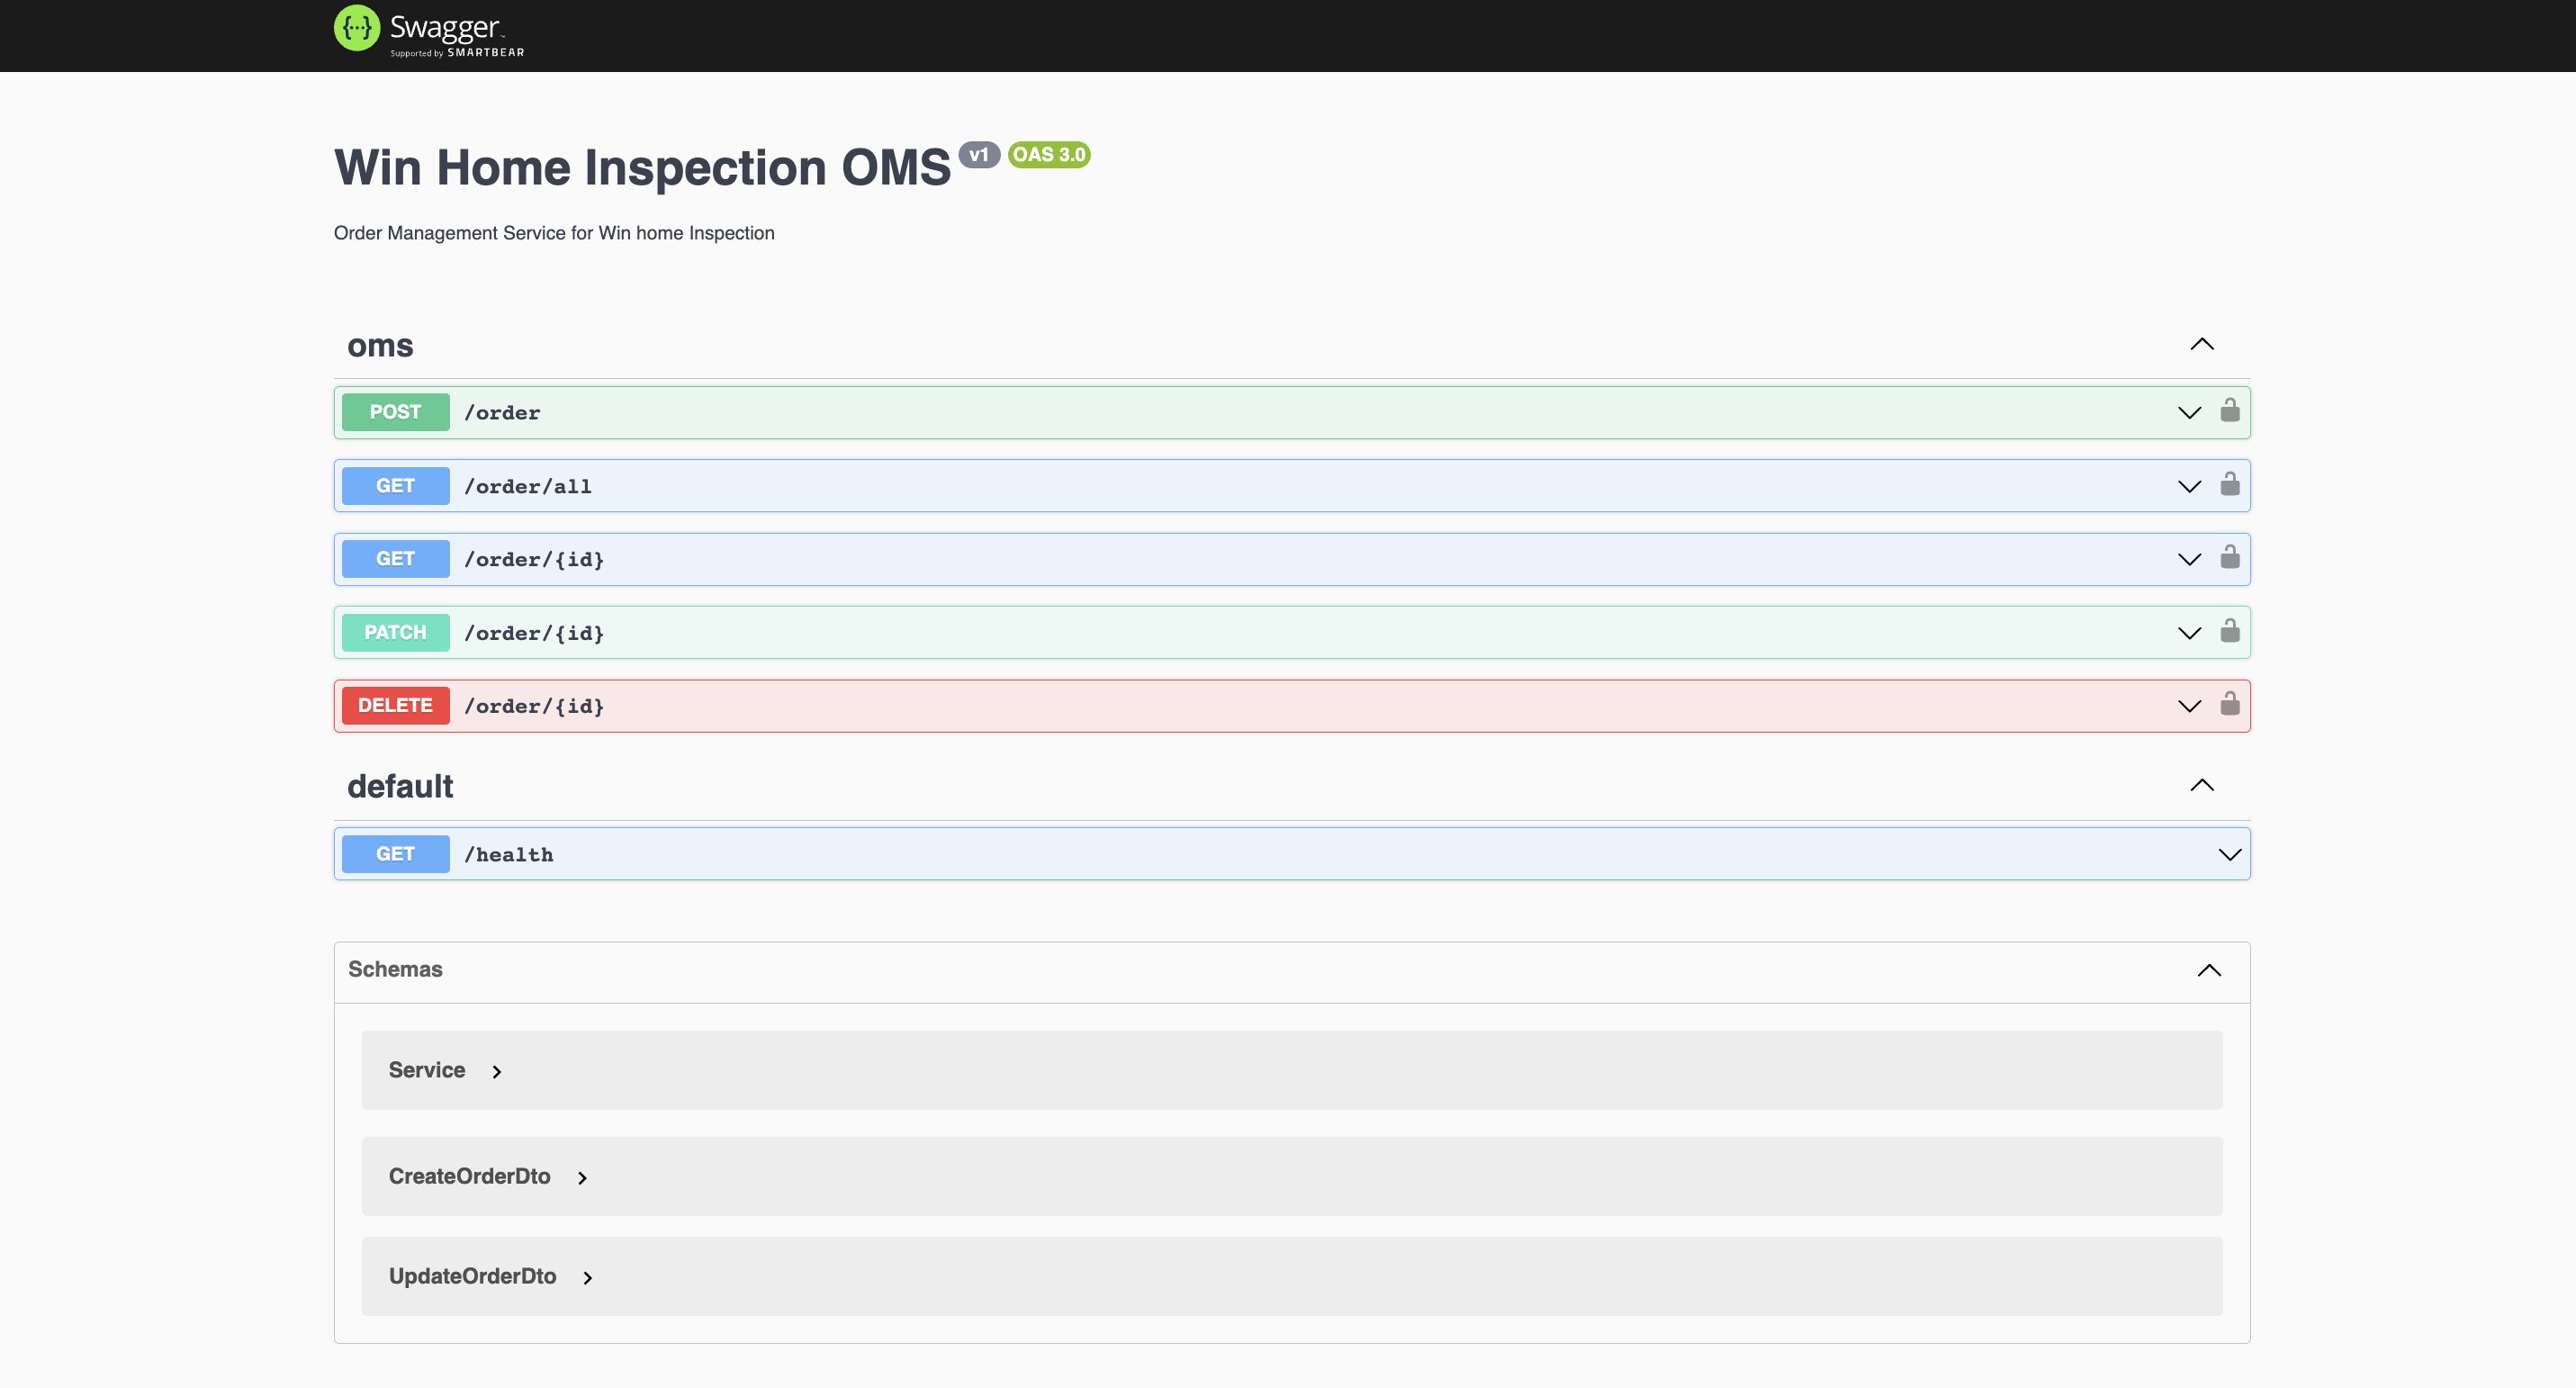 Swagger
Supported by SMARTBEAR
Win Home Inspection OMS v1 OAS 3.0
Order Management Service for Win home Inspection
oms
POST /order
GET /order/all
GET /order/{id}
PATCH /order/{id}
DELETE /order/{id}
default
GET /health
Schemas
Service
CreateOrderDto
UpdateOrderDto